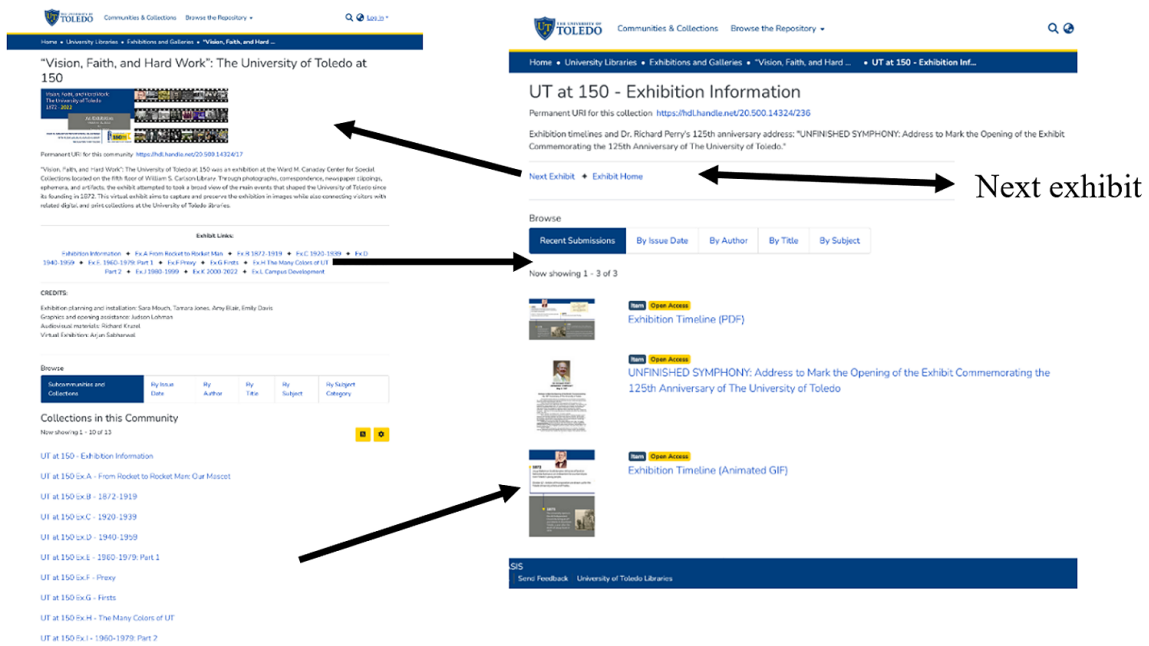 THE UNIVERSITY OF
TOLEDO
Communities & Collections Browse the Repository
Log In
Home • University Libraries • Exhibitions and Galleries • "Vision, Faith, and Hard ...
"Vision, Faith, and Hard Work": The University of Toledo at
150
Vision, Faith, and Hard Work
The University of Toledo
1872 - 2022
An Exhibition
Permanent URI for this community https://hdl.handle.net/20.500.14324/17
"Vision, Faith, and Hard Work": The University of Toledo at 150 was an exhibition at the Ward M. Canaday Center for Special
Collections located on the fifth floor of William S. Carlson Library. Through photographs, correspondence, newspaper clippings,
ephemera, and artifacts, the exhibit attempted to took a broad view of the main events that shaped the University of Toledo since
its founding in 1872. This virtual exhibit aims to capture and preserve the exhibition in images while also connecting visitors with
related digital and print collections at the University of Toledo libraries.
Exhibit Links:
Exhibition Information ✦ Ex.A From Rocket to Rocket Man ✦ Ex.B 1872-1919 ✦ Ex.C 1920-1939 ✦ Ex.D
1940-1959 ✦ Ex.E. 1960-1979: Part 1 ✦ Ex.F Proxy ✦ Ex.G Firsts ✦ Ex.H The Many Colors of UT
Part 2 ✦ Ex.J 1980-1999 ✦ Ex.K 2000-2022 ✦ Ex.L Campus Development
CREDITS:
Exhibition planning and installation: Sara Mouch, Tamara Jones, Amy Blair, Emily Davis
Graphics and opening assistance: Judson Lohman
Audiovisual materials: Richard Krunel
Virtual Exhibition: Arjun Sabharwal
Browse
Subcommunities and Collections
By Issue Date
By Author
By Title
By Subject
By Subject Category
Collections in this Community
Now showing 1 - 10 of 13
UT at 150 - Exhibition Information
UT at 150 Ex.A - From Rocket to Rocket Man: Our Mascot
UT at 150 Ex.B - 1872-1919
UT at 150 Ex.C - 1920-1939
UT at 150 Ex.D - 1940-1959
UT at 150 Ex.E - 1960-1979: Part 1
UT at 150 Ex.F - Proxy
UT at 150 Ex.G - Firsts
UT at 150 Ex.H - The Many Colors of UT
UT at 150 Ex.I - 1960-1979: Part 2
THE UNIVERSITY OF
TOLEDO
Communities & Collections Browse the Repository
Home • University Libraries • Exhibitions and Galleries • "Vision, Faith, and Hard ... • UT at 150 - Exhibition Inf...
UT at 150 - Exhibition Information
Permanent URI for this collection https://hdl.handle.net/20.500.14324/236
Exhibition timelines and Dr. Richard Perry's 125th anniversary address: "UNFINISHED SYMPHONY: Address to Mark the Opening of the Exhibit
Commemorating the 125th Anniversary of The University of Toledo."
Next Exhibit ✦ Exhibit Home
Next exhibit
Browse
Recent Submissions By Issue Date By Author By Title By Subject
Now showing 1 - 3 of 3
Item Open Access
Exhibition Timeline (PDF)
Item Open Access
UNFINISHED SYMPHONY: Address to Mark the Opening of the Exhibit Commemorating the
125th Anniversary of The University of Toledo
Item Open Access
Exhibition Timeline (Animated GIF)
SIS
Send Feedback University of Toledo Libraries